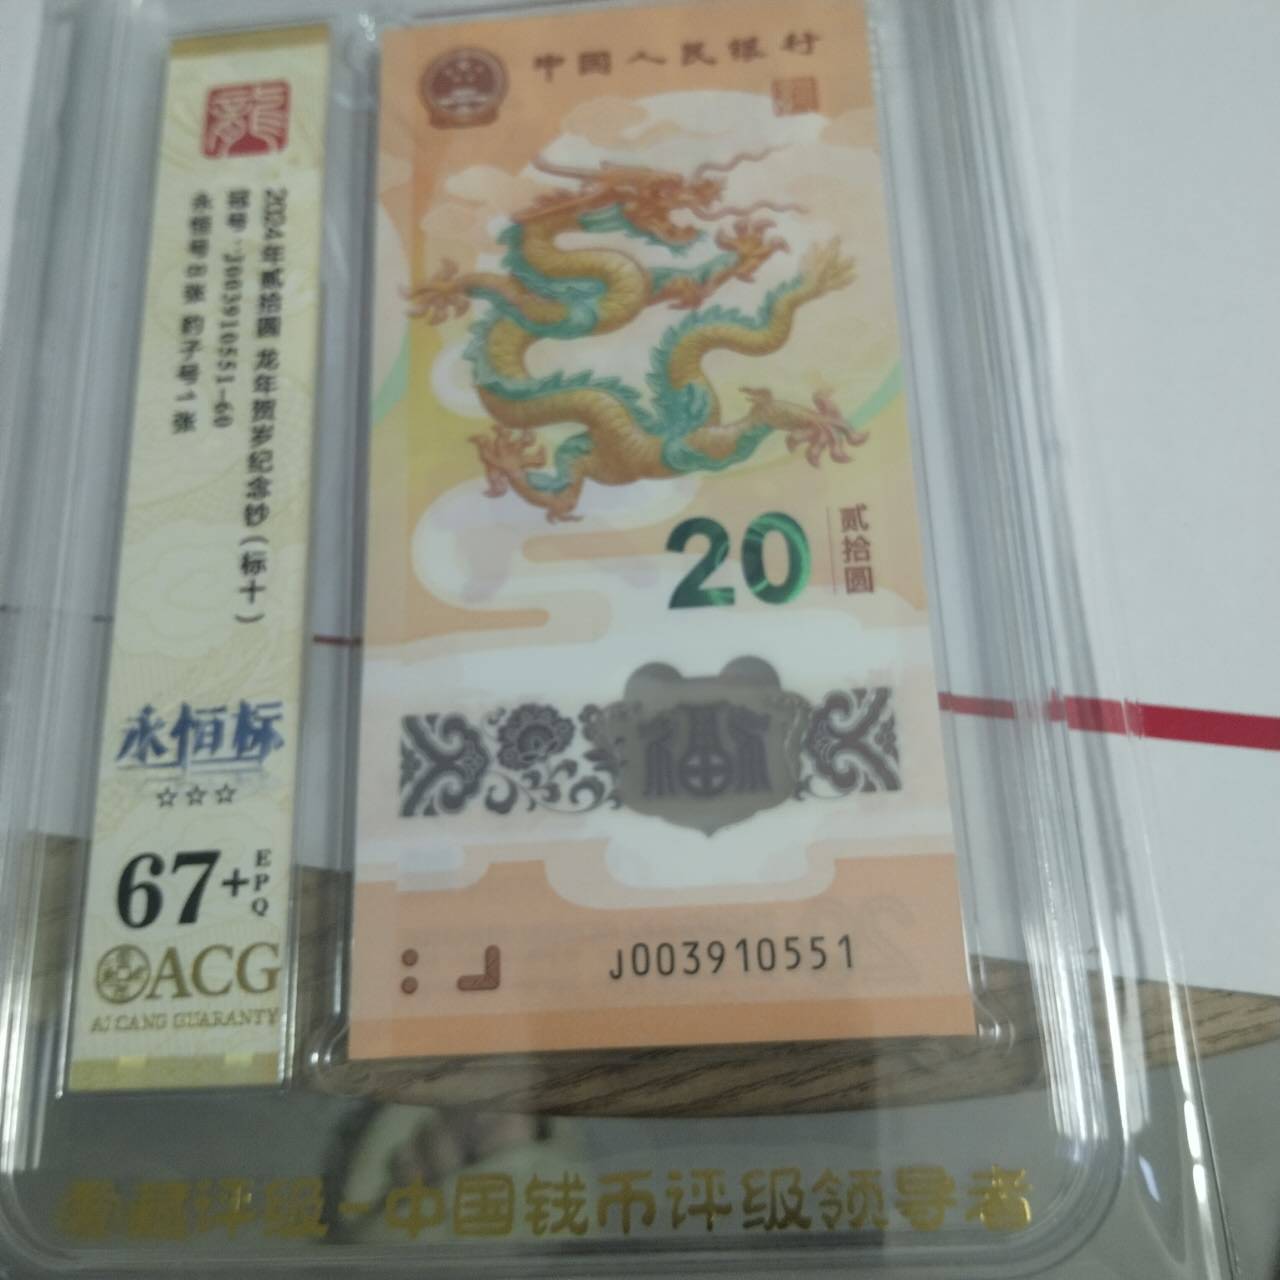 龍
2024年贰拾圆 龙年贺岁纪念钞(标十)
冠号:J003910551-60
永恒号8张 豹子号1张
永恒标
☆☆☆
67+
EPQ
ACG
AI CANG GUARANTY
中国人民银行
20
贰拾圆
福
J003910551
爱藏评级-中国钱币评级领导者